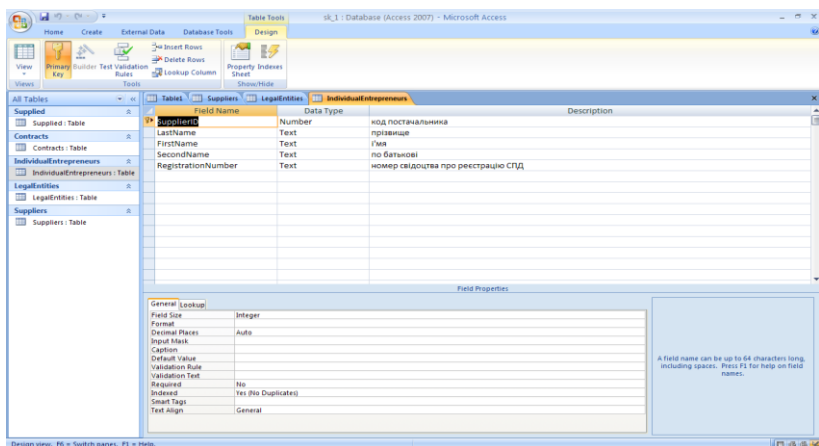 Table Tools
sk_1 : Database (Access 2007) - Microsoft Access
Home Create External Data Database Tools Design
View
Primary Key
Builder
Test Validation Rules
Insert Rows
Delete Rows
Lookup Column
Property Sheet
Indexes
Views Tools Show/Hide
All Tables
Table1 Suppliers LegalEntities IndividualEntrepreneurs
Supplied
Supplied : Table
Contracts
Contracts : Table
IndividualEntrepreneurs
IndividualEntrepreneurs : Table
LegalEntities
LegalEntities : Table
Suppliers
Suppliers : Table
Field Name Data Type Description
SupplierID Number код постачальника
LastName Text прізвище
FirstName Text і'мя
SecondName Text по батькові
RegistrationNumber Text номер свідоцтва про реєстрацію СПД
Field Properties
General Lookup
Field Size Integer
Format
Decimal Places Auto
Input Mask
Caption
Default Value
Validation Rule
Validation Text
Required No
Indexed Yes (No Duplicates)
Smart Tags
Text Align General
A field name can be up to 64 characters long,
including spaces. Press F1 for help on field
names.
Design view. F6 = Switch panes. F1 = Help.